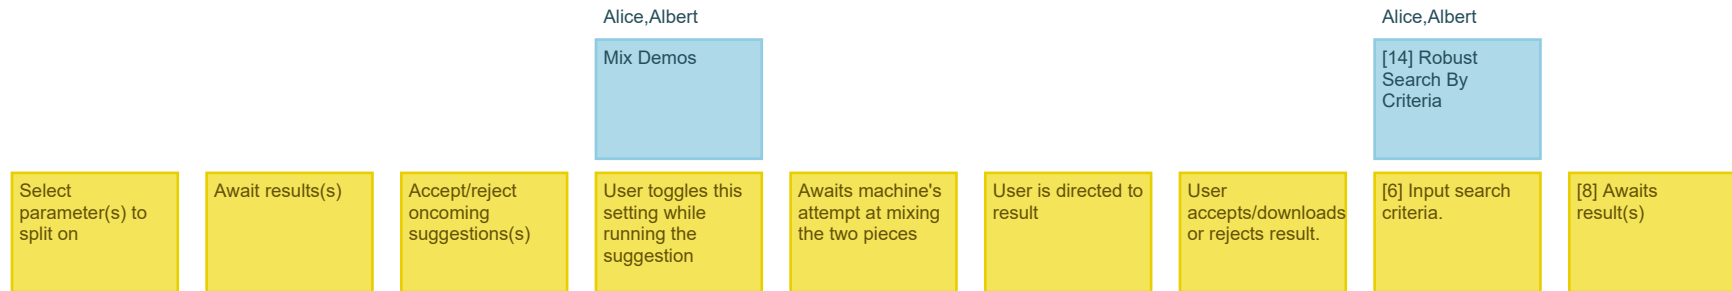 Alice,Albert
Alice,Albert
Mix Demos
[14] Robust
Search By
Criteria
Select
parameter(s) to
split on
Await results(s)
Accept/reject
oncoming
suggestions(s)
User toggles this
setting while
running the
suggestion
Awaits machine's
attempt at mixing
the two pieces
User is directed to
result
User
accepts/downloads
or rejects result.
[6] Input search
criteria.
[8] Awaits
result(s)